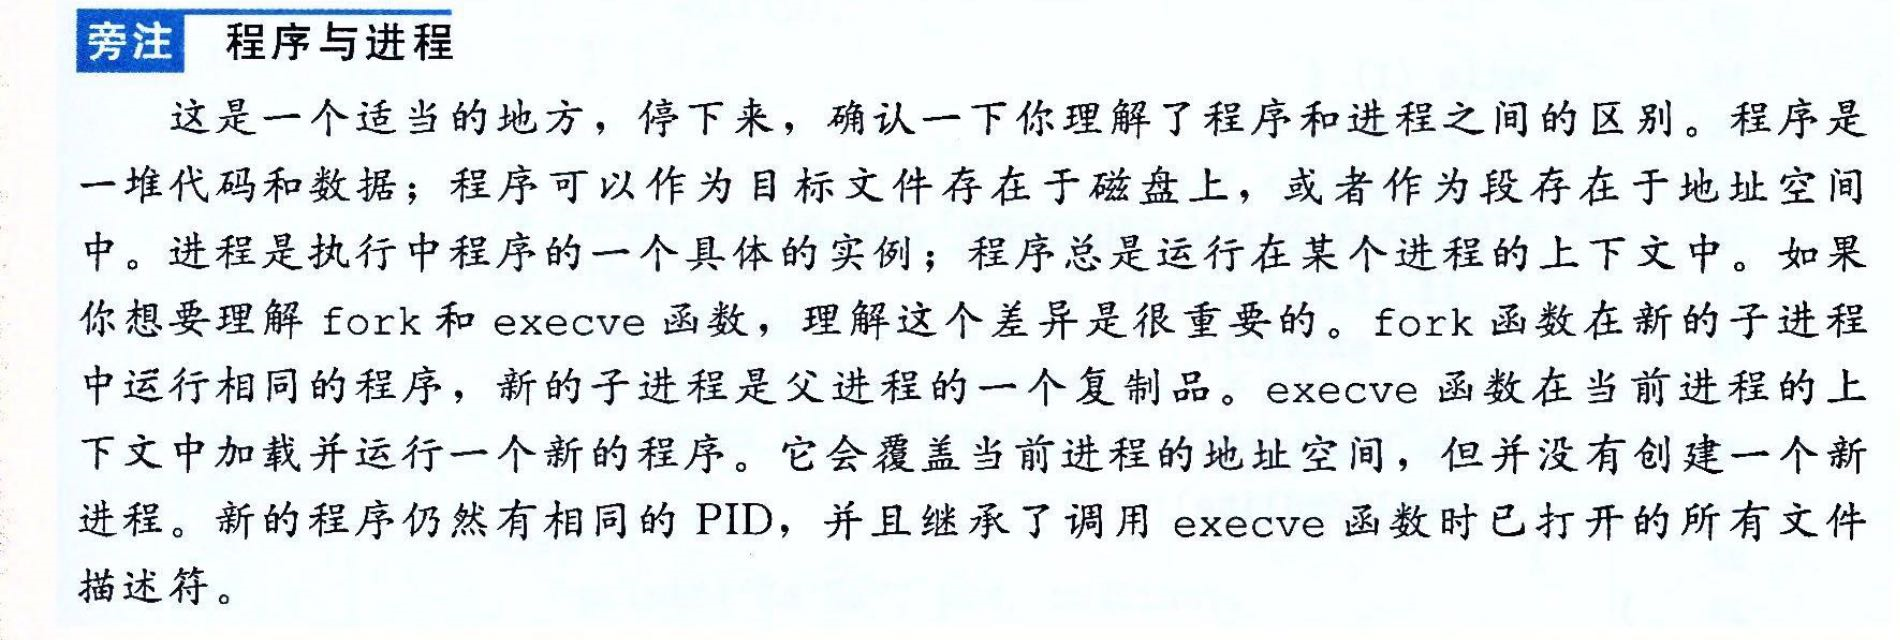 旁注 程序与进程
这是一个适当的地方，停下来，确认一下你理解了程序和进程之间的区别。程序是
一堆代码和数据；程序可以作为目标文件存在于磁盘上，或者作为段存在于地址空间
中。进程是执行中程序的一个具体的实例；程序总是运行在某个进程的上下文中。如果
你想要理解 fork 和 execve 函数，理解这个差异是很重要的。fork 函数在新的子进程
中运行相同的程序，新的子进程是父进程的一个复制品。execve 函数在当前进程的上
下文中加载并运行一个新的程序。它会覆盖当前进程的地址空间，但并没有创建一个新
进程。新的程序仍然有相同的 PID，并且继承了调用 execve 函数时已打开的所有文件
描述符。